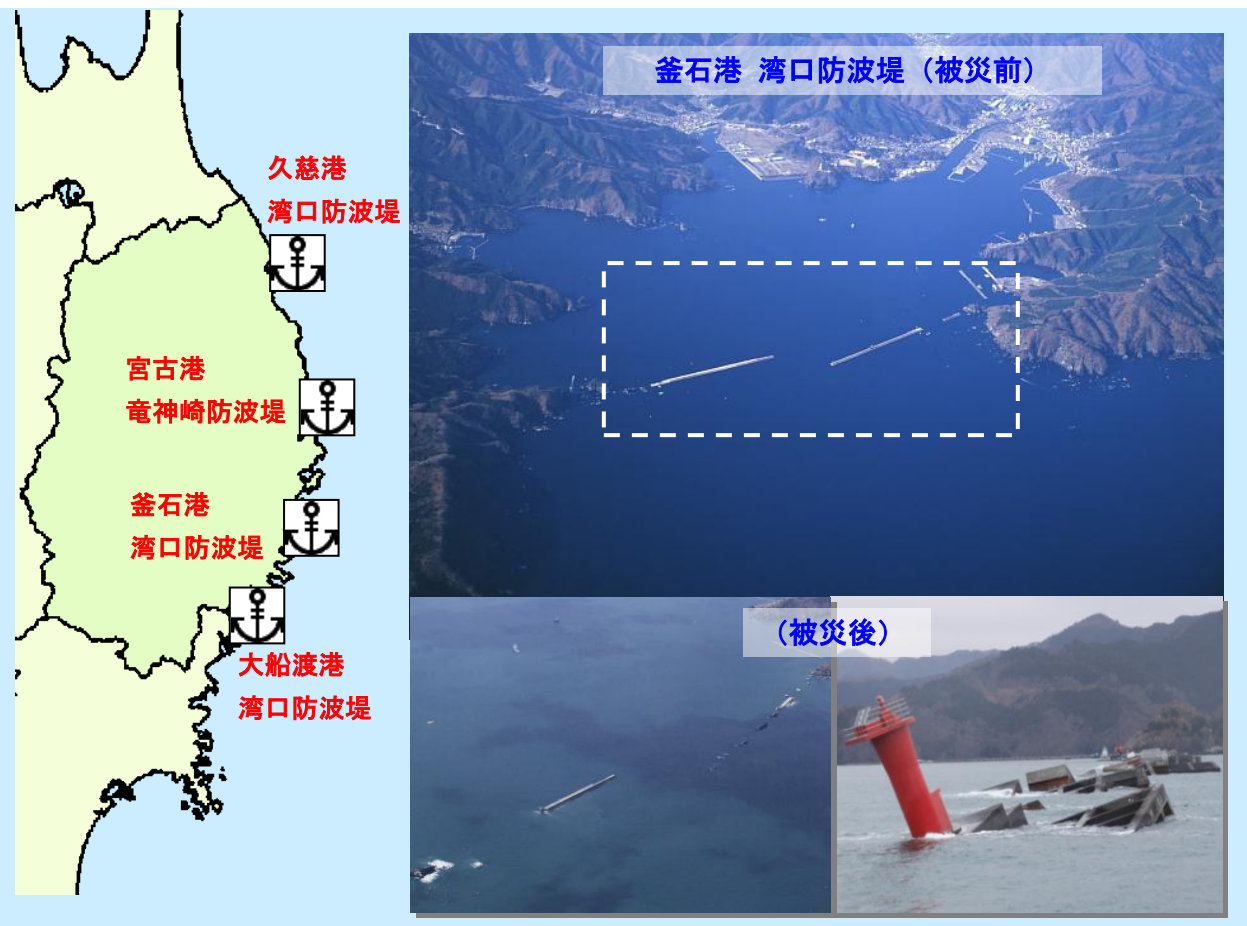 久慈港
湾口防波堤
宮古港
竜神崎防波堤
釜石港
湾口防波堤
大船渡港
湾口防波堤
釜石港 湾口防波堤（被災前）
（被災後）